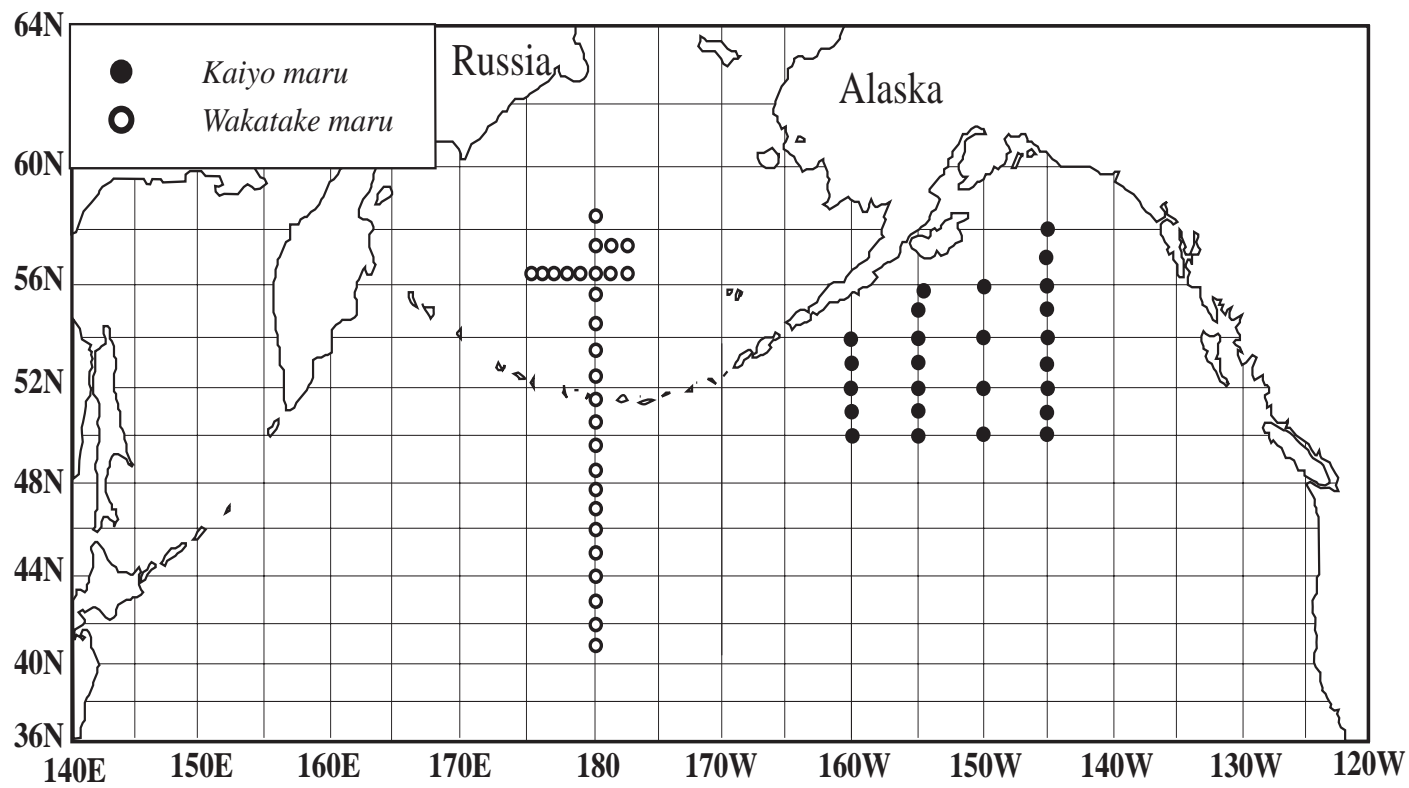 64N
Kaiyo maru
Wakatake maru
Russia
Alaska
60N
56N
52N
48N
44N
40N
36N
140E 150E 160E 170E 180 170W 160W 150W 140W 130W 120W